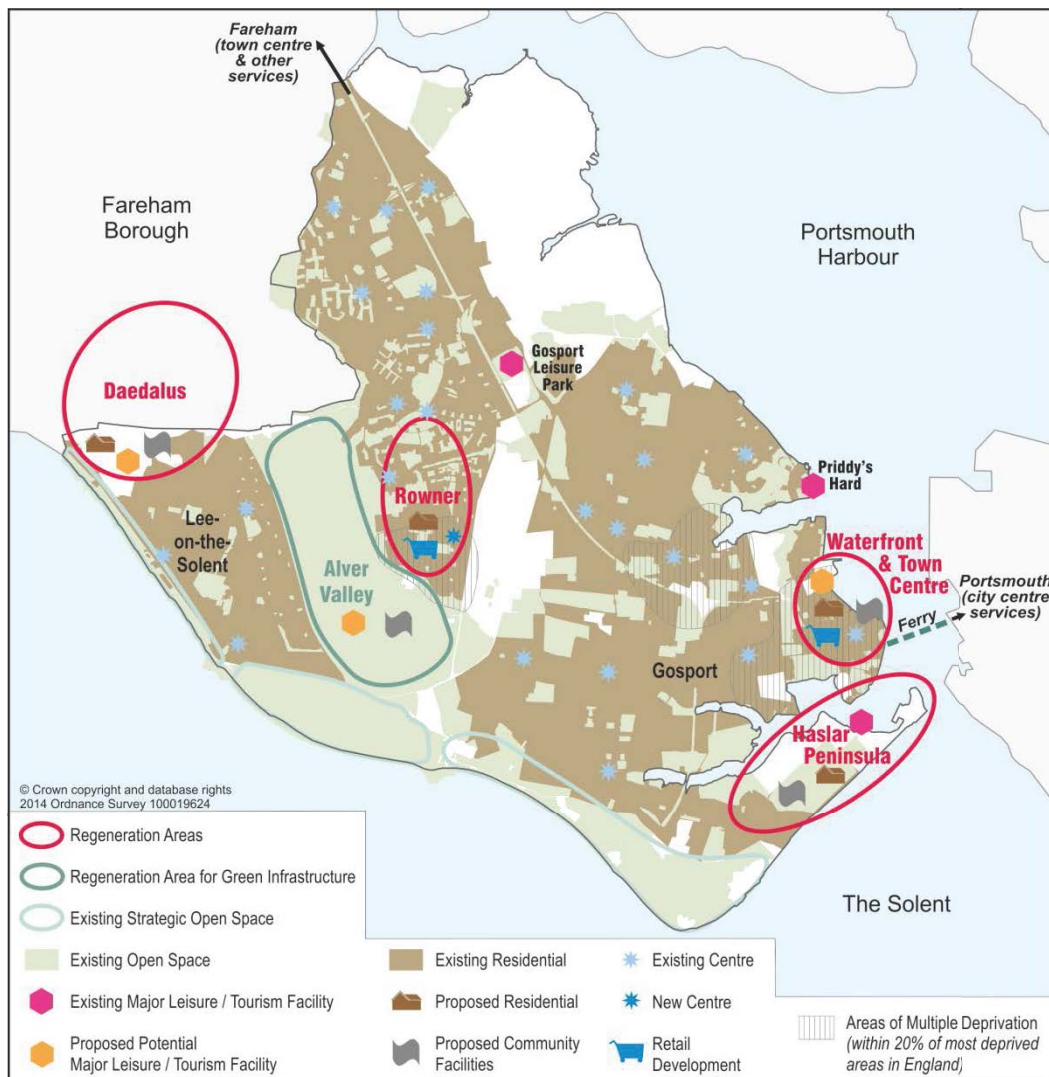 Fareham
(town centre
& other
services)
Fareham
Borough
Portsmouth
Harbour
Daedalus
Gosport
Leisure
Park
Priddy's
Hard
Rowner
Lee-
on-the-
Solent
Alver
Valley
Waterfront
& Town
Centre
Portsmouth
(city centre
services)
Ferry
Gosport
Haslar
Peninsula
The Solent
© Crown copyright and database rights
2014 Ordnance Survey 100019624
Regeneration Areas
Regeneration Area for Green Infrastructure
Existing Strategic Open Space
Existing Open Space
Existing Major Leisure / Tourism Facility
Proposed Potential
Major Leisure / Tourism Facility
Existing Residential
Proposed Residential
Proposed Community
Facilities
Existing Centre
New Centre
Retail
Development
Areas of Multiple Deprivation
(within 20% of most deprived
areas in England)